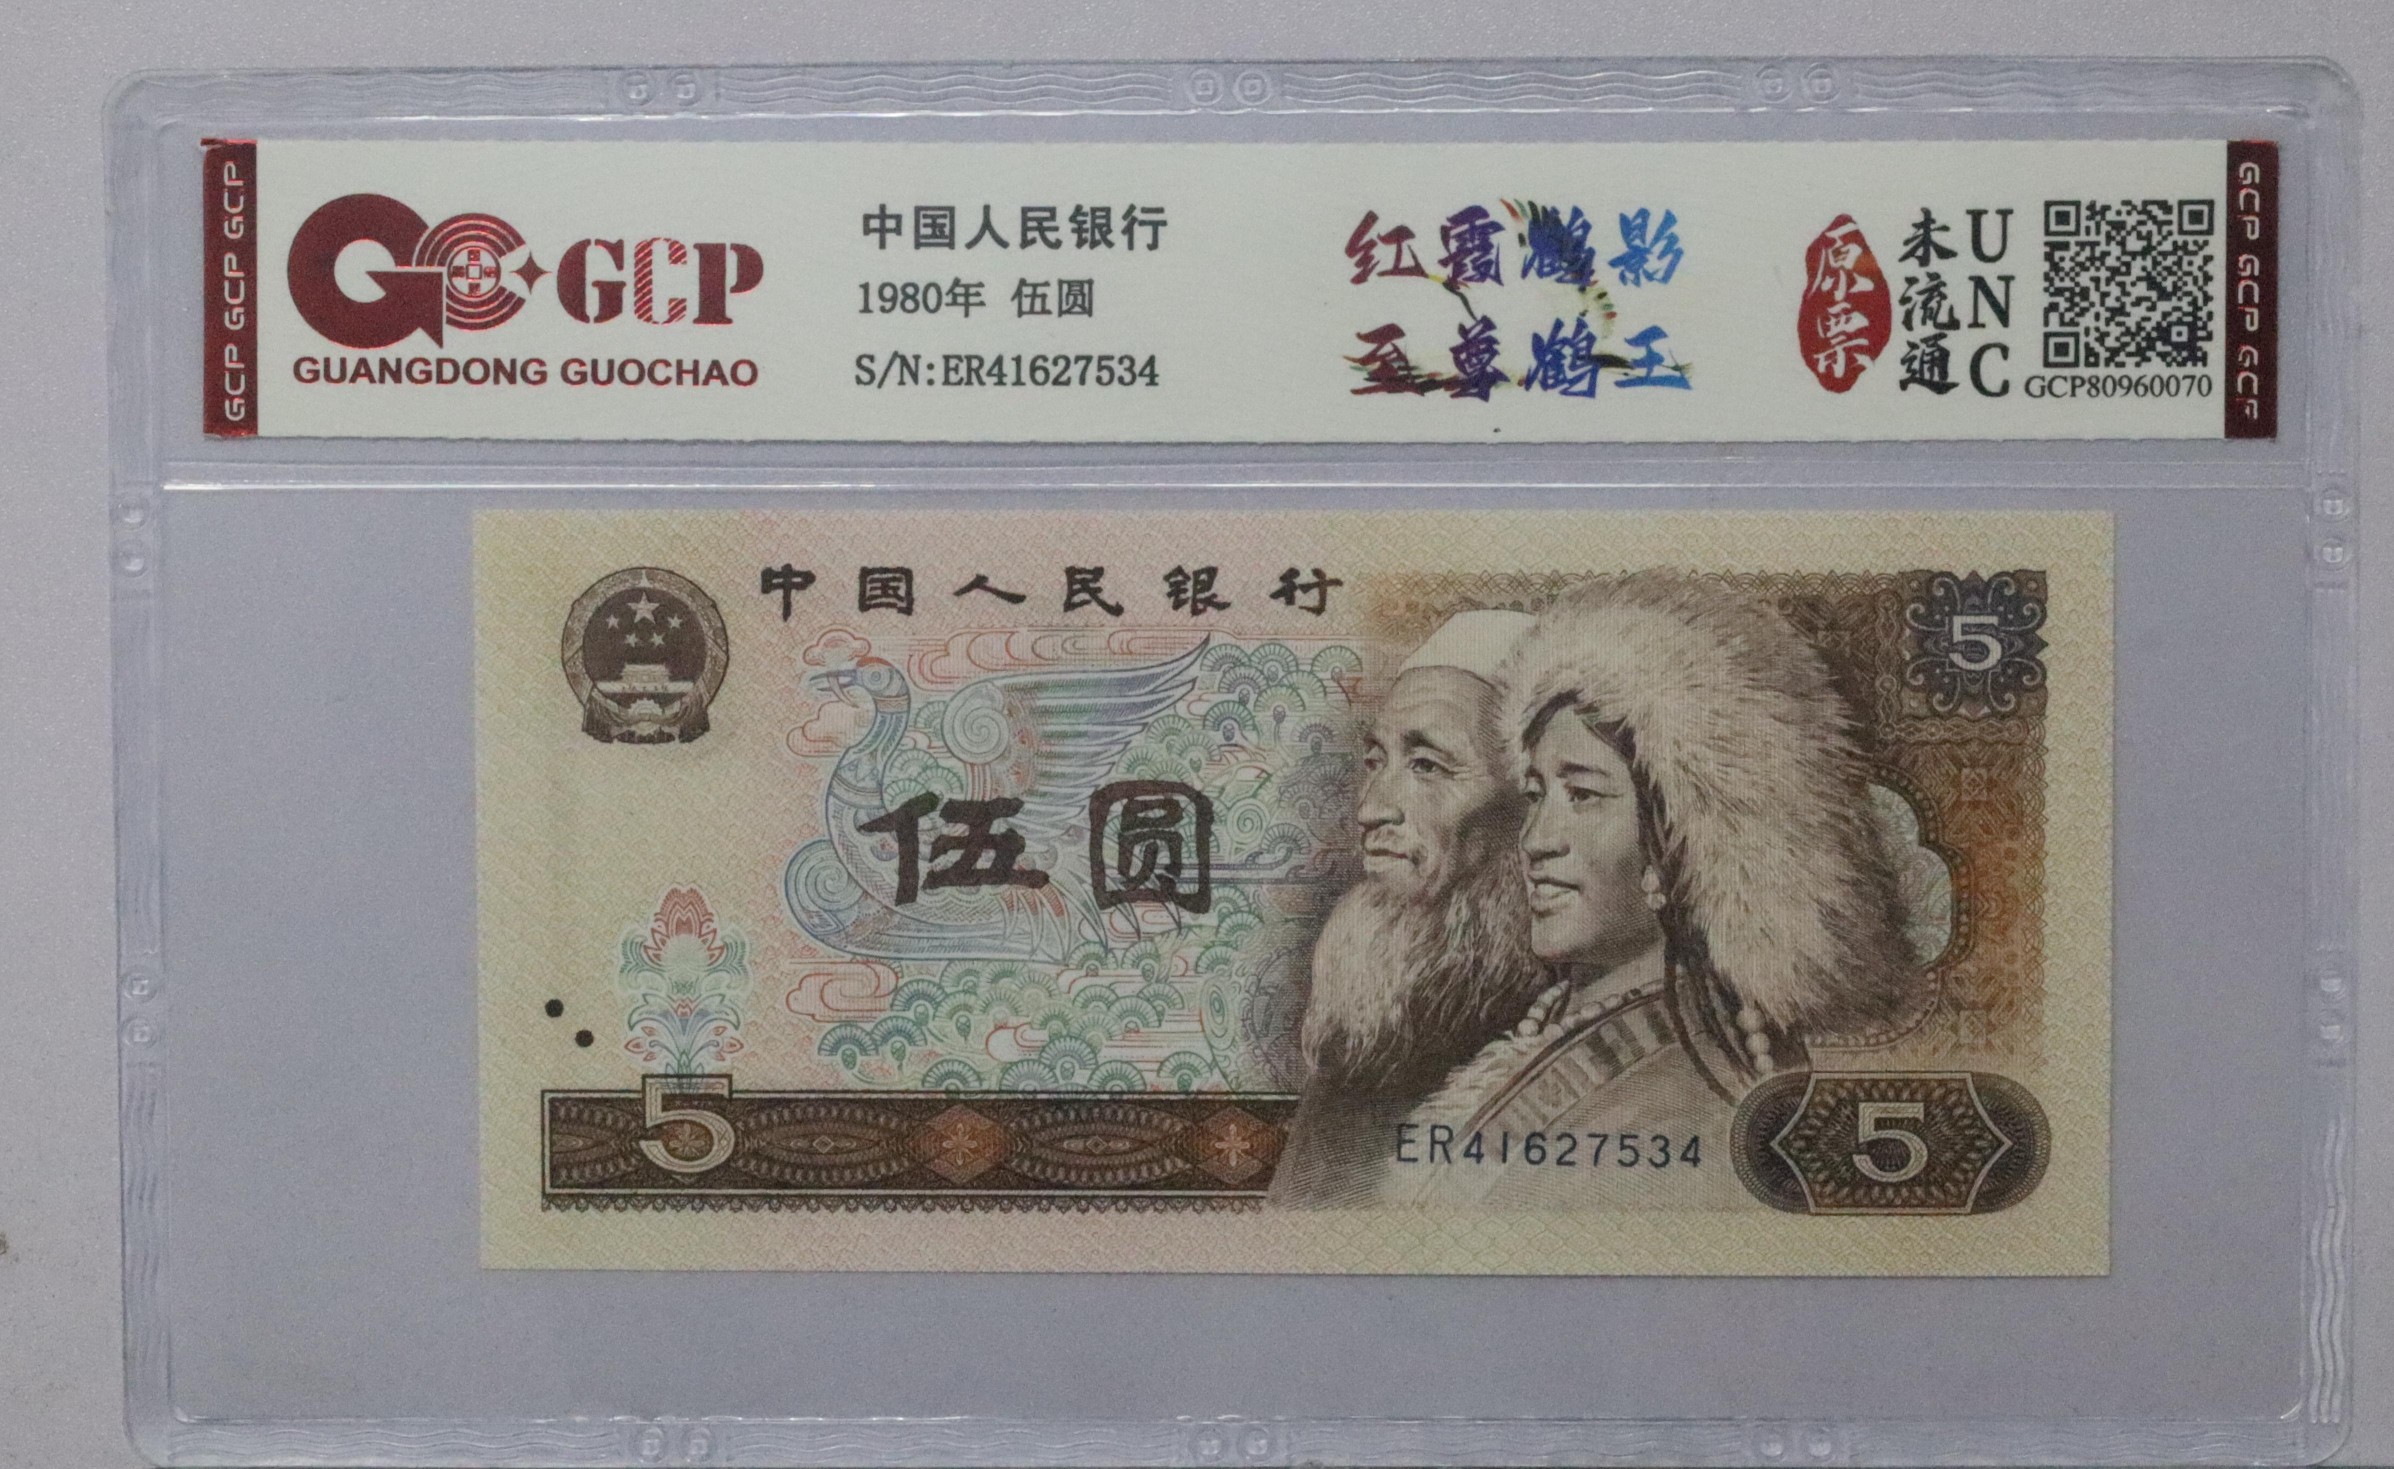 GCP GCP GCP
GCP
GUANGDONG GUOCHAO
中国人民银行
1980年 伍圆
S/N:ER41627534
红霞鹤影
至尊鹤王
原票
未流通
UNC
GCP80960070
GCP GCP GCP
中国人民银行
5
伍圆
5
ER41627534
5